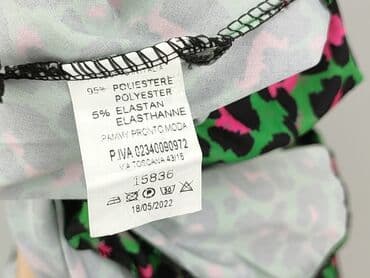 95% POLIESTERE
POLYESTER
5% ELASTAN
ELASTHANNE
PAMMY PRONTO MODA
P.IVA 02340090972
VIA TOSCANA 43/15
15836
18/05/2022